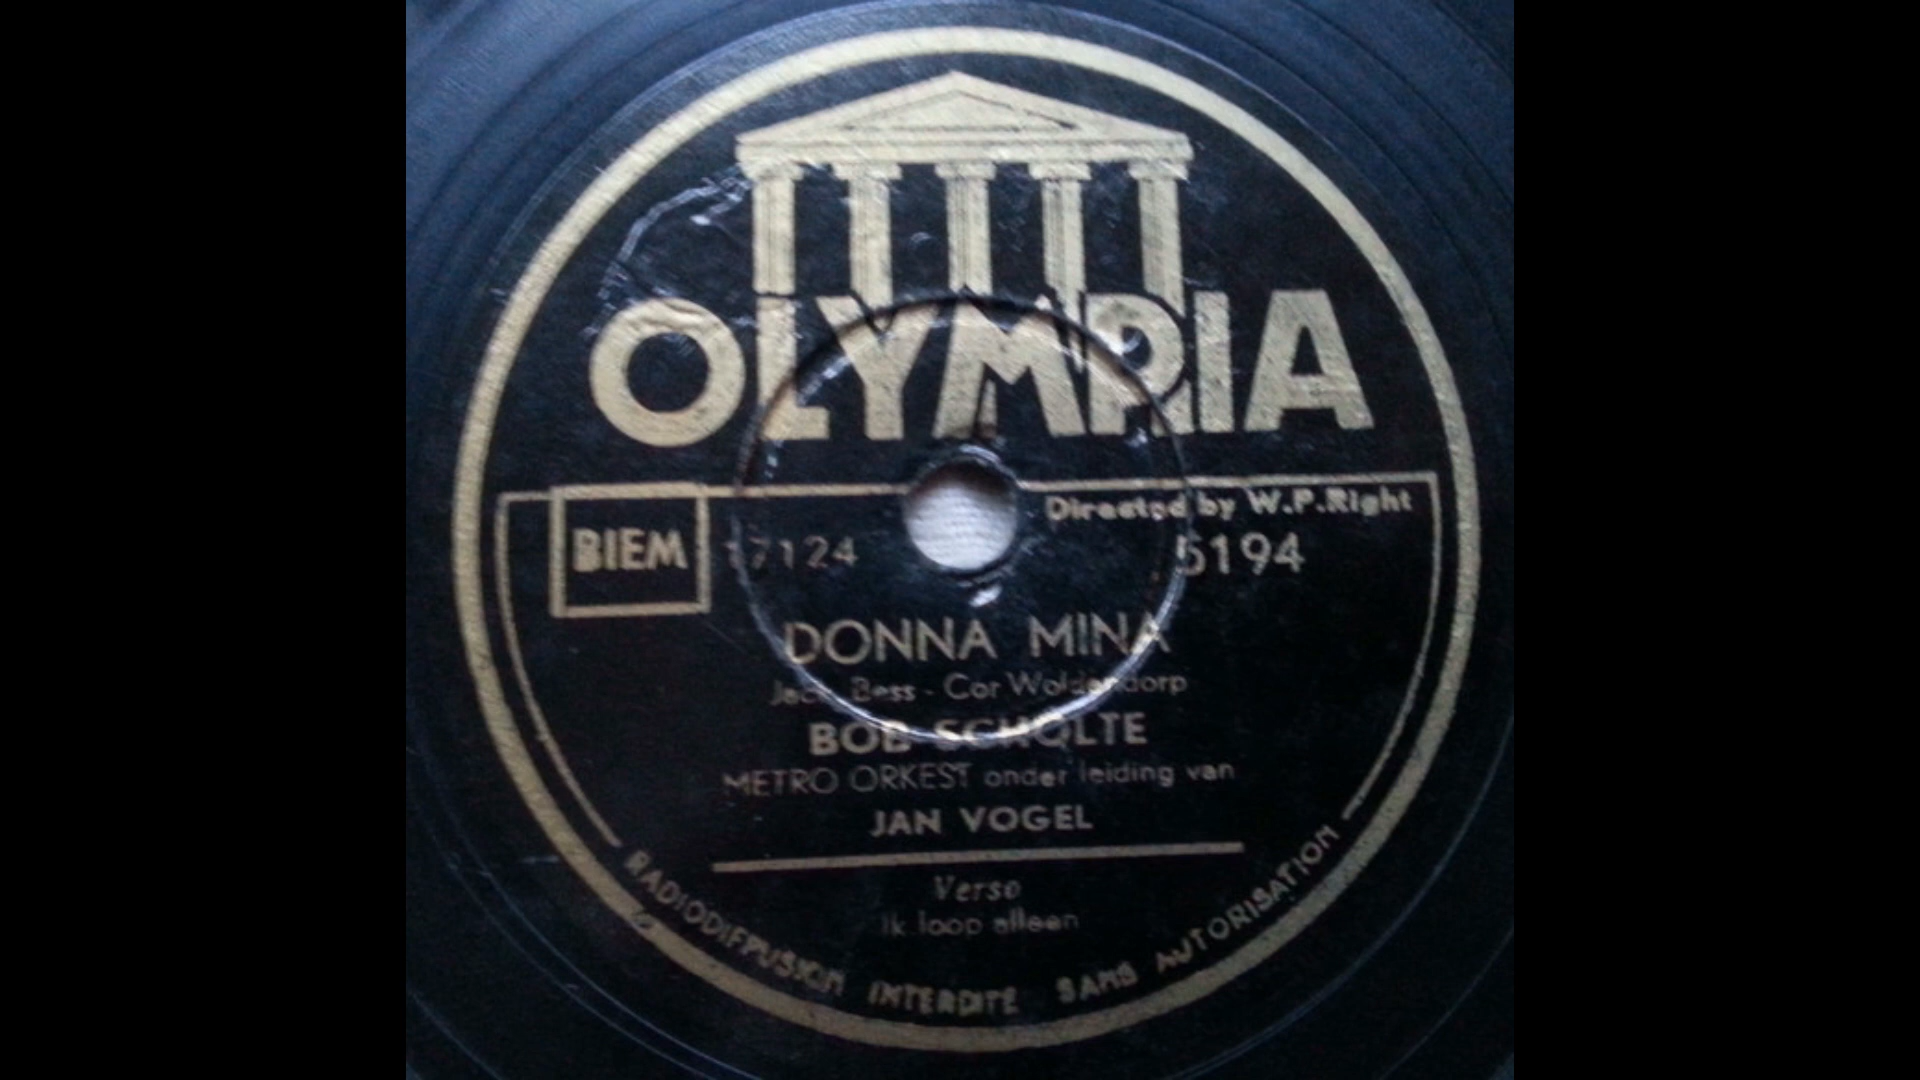 OLYMPIA
Directed by W.P.Right
BIEM 17124 5194
DONNA MINA
Bess - Cor Woldendorp
BOB SCHOLTE
METRO ORKEST onder leiding van
JAN VOGEL
Verso
Ik loop alleen
RADIODIFFUSION INTERDITE SANS AUTORISATION